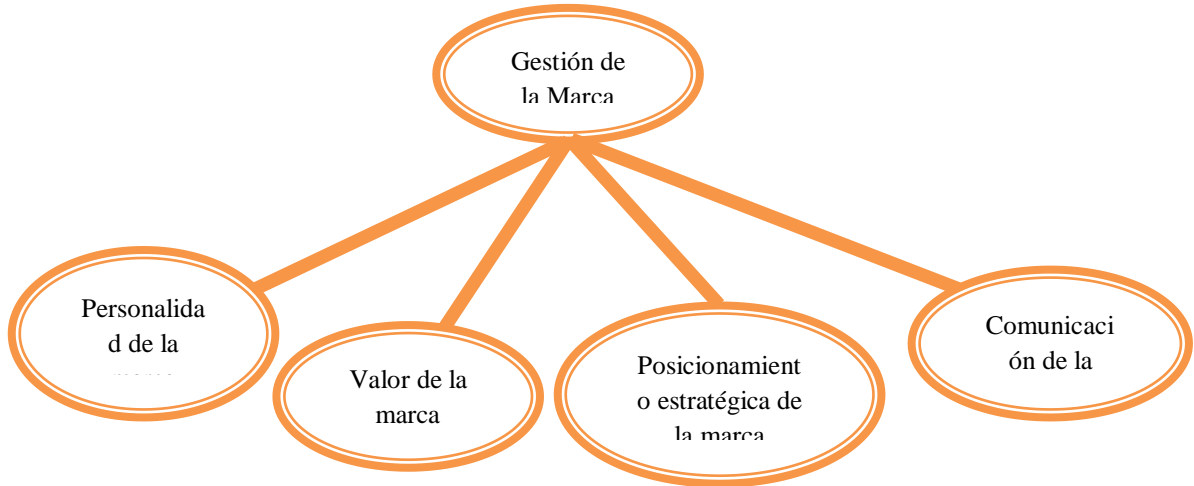 Gestión de
la Marca
Personalida
d de la
Valor de la
marca
Posicionamient
o estratégica de
la marca
Comunicaci
ón de la